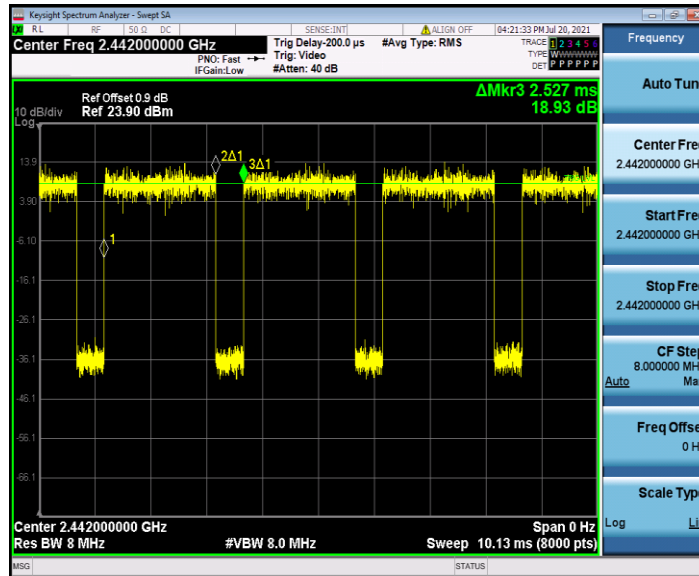 Keysight Spectrum Analyzer - Swept SA
RL RF 50 Ω DC SENSE:INT ALIGN OFF 04:21:33 PM Jul 20, 2021
Center Freq 2.442000000 GHz
PNO: Fast
IFGain:Low
Trig Delay-200.0 µs
Trig: Video
#Atten: 40 dB
#Avg Type: RMS
TRACE 1 2 3 4 5 6
TYPE WWWWWW
DET P P P P P P
ΔMkr3 2.527 ms
18.93 dB
Ref Offset 0.9 dB
Ref 23.90 dBm
10 dB/div
Log
13.9
3.90
-6.10
-16.1
-26.1
-36.1
-46.1
-56.1
-66.1
1
2Δ1
3Δ1
Center 2.442000000 GHz
Span 0 Hz
Res BW 8 MHz
#VBW 8.0 MHz
Sweep 10.13 ms (8000 pts)
MSG
STATUS
Frequency
Auto Tun
Center Fre
2.442000000 GH
Start Fre
2.442000000 GH
Stop Fre
2.442000000 GH
CF Step
8.000000 MH
Auto Ma
Freq Offse
0 H
Scale Type
Log Li